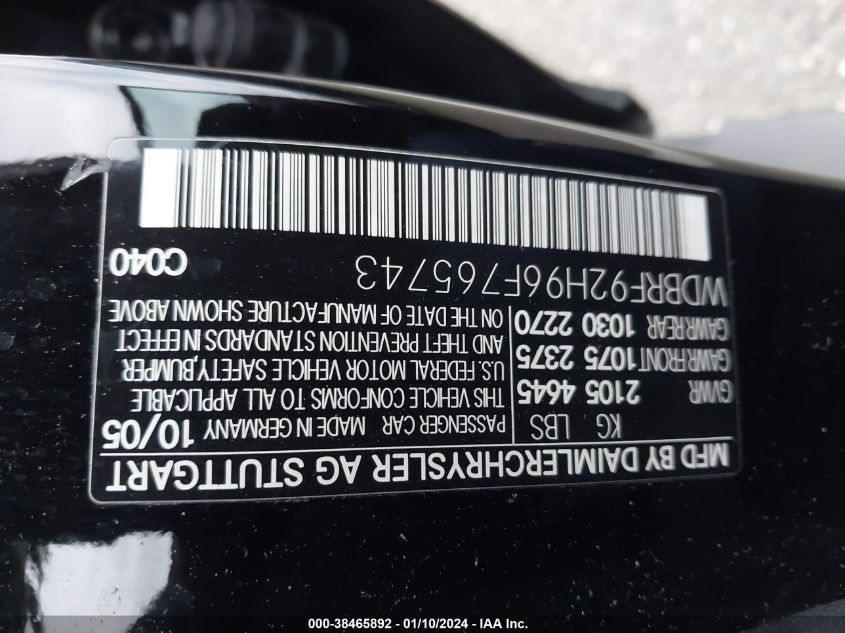 MFD BY DAIMLERCHRYSLER AG STUTTGART
KG LBS
GVWR 2105 4645
GAWR FRONT 1075 2375
GAWR REAR 1030 2270
PASSENGER CAR MADE IN GERMANY 10/05
THIS VEHICLE CONFORMS TO ALL APPLICABLE
U.S. FEDERAL MOTOR VEHICLE SAFETY,BUMPER
AND THEFT PREVENTION STANDARDS IN EFFECT
ON THE DATE OF MANUFACTURE SHOWN ABOVE
WDBRF92H96F765743 C040
000-38465892 - 01/10/2024 - IAA Inc.